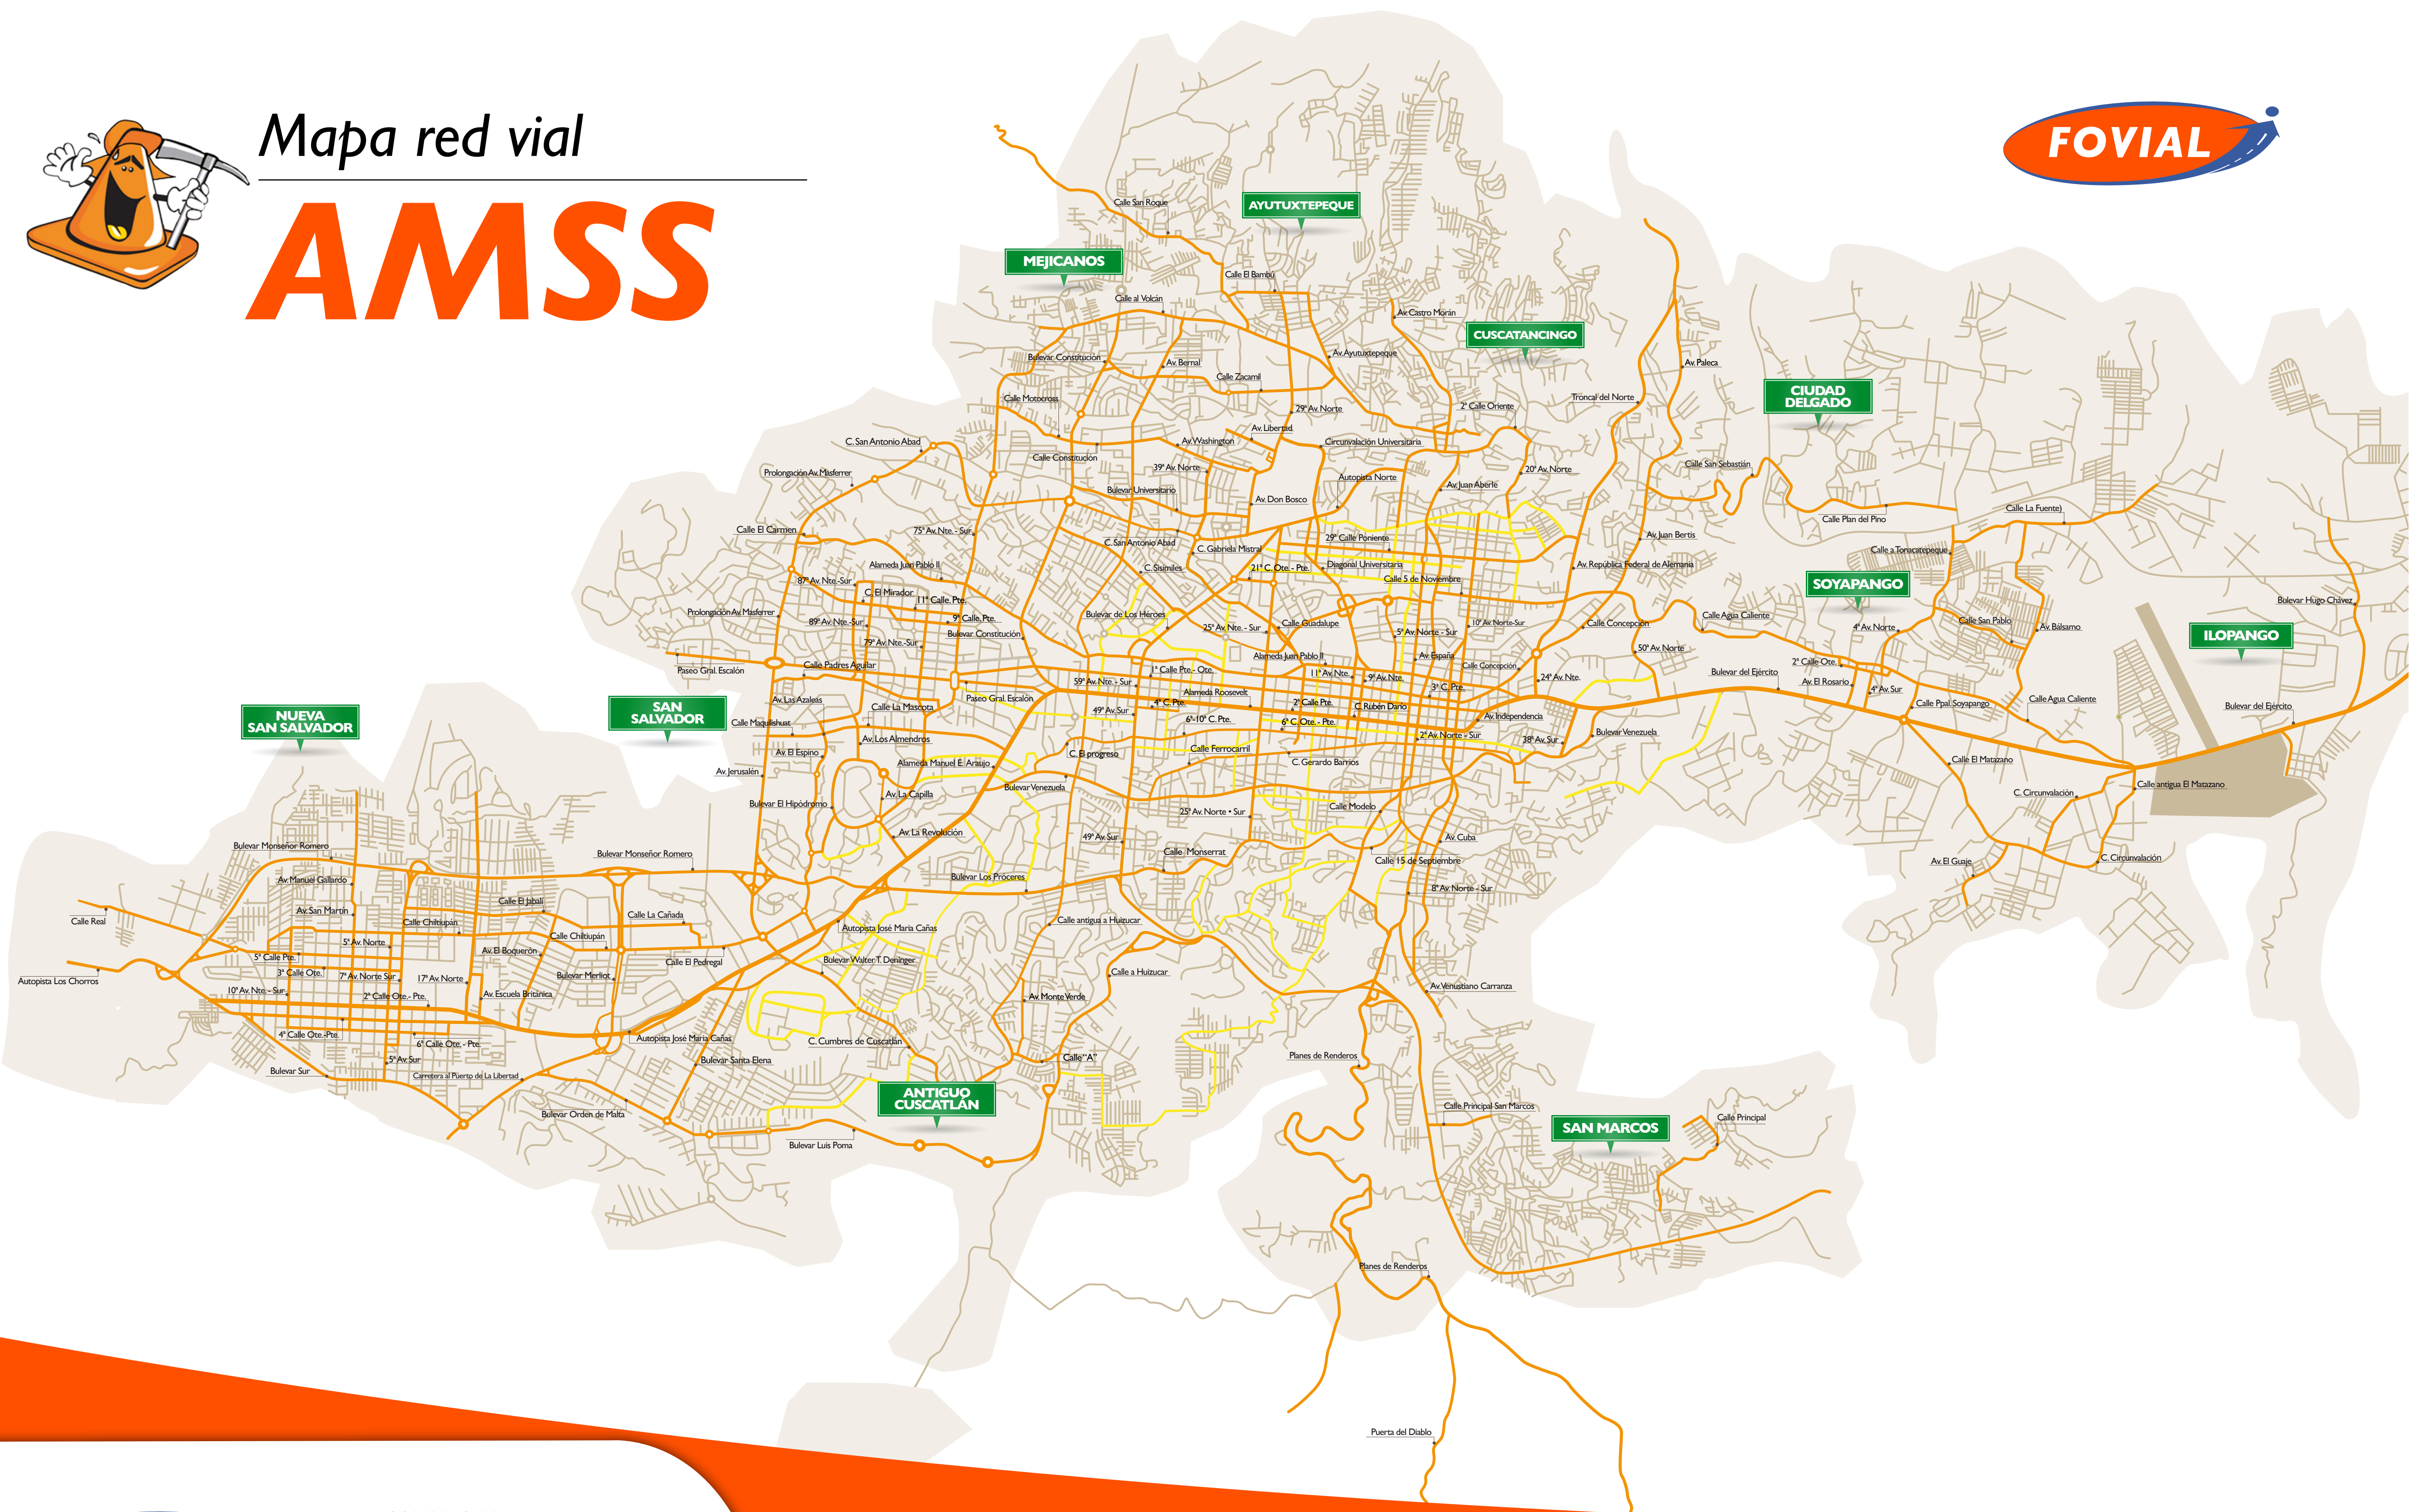 Mapa red vial
AMSS
FOVIAL
AYUTUXTEPEQUE
MEJICANOS
CUSCATANCINGO
CIUDAD
DELGADO
SOYAPANGO
ILOPANGO
NUEVA
SAN SALVADOR
SAN
SALVADOR
ANTIGUO
CUSCATLÁN
SAN MARCOS
Calle San Roque
Calle El Bambú
Calle al Volcán
Av. Castro Morán
Bulevar Constitución
Av. Bernal
Av. Ayutuxtepeque
Calle Zacamil
Av. Paleca
Calle Motocross
29ª Av. Norte
2ª Calle Oriente
Troncal del Norte
C. San Antonio Abad
Av. Libertad
Av. Washington
Circunvalación Universitaria
Calle Constitución
39ª Av. Norte
20ª Av. Norte
Calle San Sebastián
Prolongación Av. Masferrer
Autopista Norte
Av. Juan Aberle
Bulevar Universitario
Av. Don Bosco
Calle La Fuente)
Calle Plan del Pino
Calle El Carmen
75ª Av. Nte. - Sur
C. San Antonio Abad
29ª Calle Poniente
Av. Juan Bertis
C. Gabriela Mistral
Calle a Tonacatepeque
Alameda Juan Pablo II
C. Sisimiles
21ª C. Ote. - Pte.
Diagonal Universitaria
Av. República Federal de Alemania
87ª Av. Nte.-Sur
Calle 5 de Noviembre
C. El Mirador
11ª Calle. Pte.
Bulevar Hugo Chávez
Prolongación Av. Masferrer
89ª Av. Nte.-Sur
9ª Calle. Pte.
Bulevar de Los Héroes
25ª Av. Nte. - Sur
Calle Guadalupe
10ª Av. Norte-Sur
Calle Concepción
Calle Agua Caliente
4ª Av. Norte
Calle San Pablo
Av. Bálsamo
79ª Av. Nte.-Sur
Bulevar Constitución
5ª Av. Norte - Sur
50ª Av. Norte
Paseo Gral. Escalón
Calle Padres Aguilar
Alameda Juan Pablo II
Av. España
Calle Concepción
2ª Calle Ote.
Bulevar del Ejército
1ª Calle Pte.- Ote.
11ª Av. Nte.
9ª Av. Nte.
24ª Av. Nte.
Av. El Rosario
59ª Av. Nte. - Sur
3ª C. Pte.
4ª Av. Sur
Av. Las Azaleas
Paseo Gral. Escalón
Alameda Roosevelt
4ª C. Pte.
2ª Calle Pte.
C. Rubén Darío
Calle La Mascota
49ª Av. Sur
Calle Ppal. Soyapango
Calle Agua Caliente
Bulevar del Ejército
Calle Maquilishuat
6ª-10ª C. Pte.
6ª C. Ote. - Pte.
Av. Independencia
Av. Los Almendros
2ª Av. Norte - Sur
38ª Av. Sur
Bulevar Venezuela
Av. El Espino
C. El progreso
Calle Ferrocarril
C. Gerardo Barrios
Alameda Manuel E. Araujo
Calle El Matazano
Av. Jerusalén
Bulevar Venezuela
Calle antigua El Matazano
Av. La Capilla
C. Circunvalación
Bulevar El Hipódromo
25ª Av. Norte • Sur
Calle Modelo
Av. La Revolución
49ª Av. Sur
Av. Cuba
Bulevar Monseñor Romero
Bulevar Monseñor Romero
Calle Monserrat
Calle 15 de Septiembre
Av. El Guaje
C. Circunvalación
Av. Manuel Gallardo
Bulevar Los Próceres
8ª Av. Norte - Sur
Calle El Jabalí
Av. San Martín
Calle La Cañada
Calle Real
Calle Chiltiupán
Calle antigua a Huizucar
Autopista José Maria Cañas
5ª Av. Norte
Calle Chiltiupán
Av. El Boquerón
5ª Calle Pte.
Calle El Pedregal
Bulevar Walter T. Deninger
3ª Calle Ote.
7ª Av. Norte Sur
17ª Av. Norte
Bulevar Merliot
Calle a Huizucar
Autopista Los Chorros
10ª Av. Nte. - Sur
2ª Calle Ote.- Pte.
Av. Escuela Británica
Av. Monte Verde
Av. Venustiano Carranza
4ª Calle Ote.-Pte.
6ª Calle Ote. - Pte.
Autopista José Maria Cañas
C. Cumbres de Cuscatlán
5ª Av. Sur
Bulevar Santa Elena
Calle "A"
Planes de Renderos
Bulevar Sur
Carretera al Puerto de La Libertad
Bulevar Orden de Malta
Calle Principal San Marcos
Calle Principal
Bulevar Luis Poma
Planes de Renderos
Puerta del Diablo